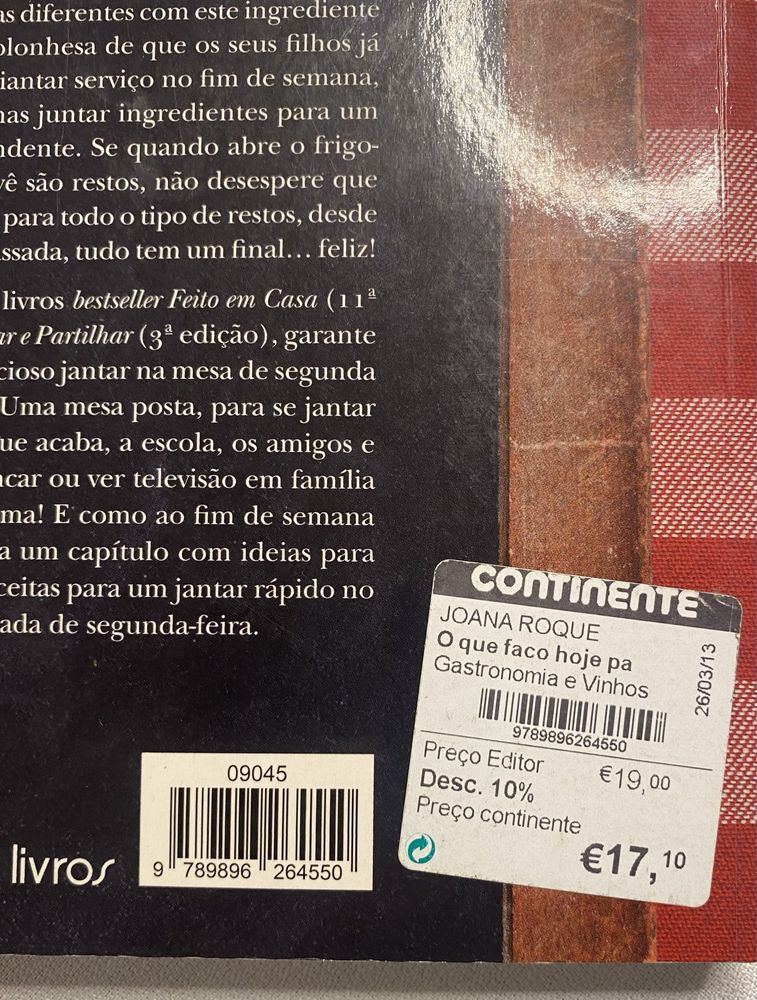 as diferentes com este ingrediente
olonhesa de que os seus filhos já
iantar serviço no fim de semana,
nas juntar ingredientes para um
ndente. Se quando abre o frigo-
vê são restos, não desespere que
para todo o tipo de restos, desde
ssada, tudo tem um final... feliz!
livros bestseller Feito em Casa (11ª
ar e Partilhar (3ª edição), garante
cioso jantar na mesa de segunda
Uma mesa posta, para se jantar
que acaba, a escola, os amigos e
ncar ou ver televisão em família
ma! E como ao fim de semana
a um capítulo com ideias para
ceitas para um jantar rápido no
ada de segunda-feira.
livros
09045
9 789896 264550
CONTINENTE
JOANA ROQUE
O que faco hoje pa
Gastronomia e Vinhos
26/03/13
9789896264550
Preço Editor €19,00
Desc. 10%
Preço continente
€17,10